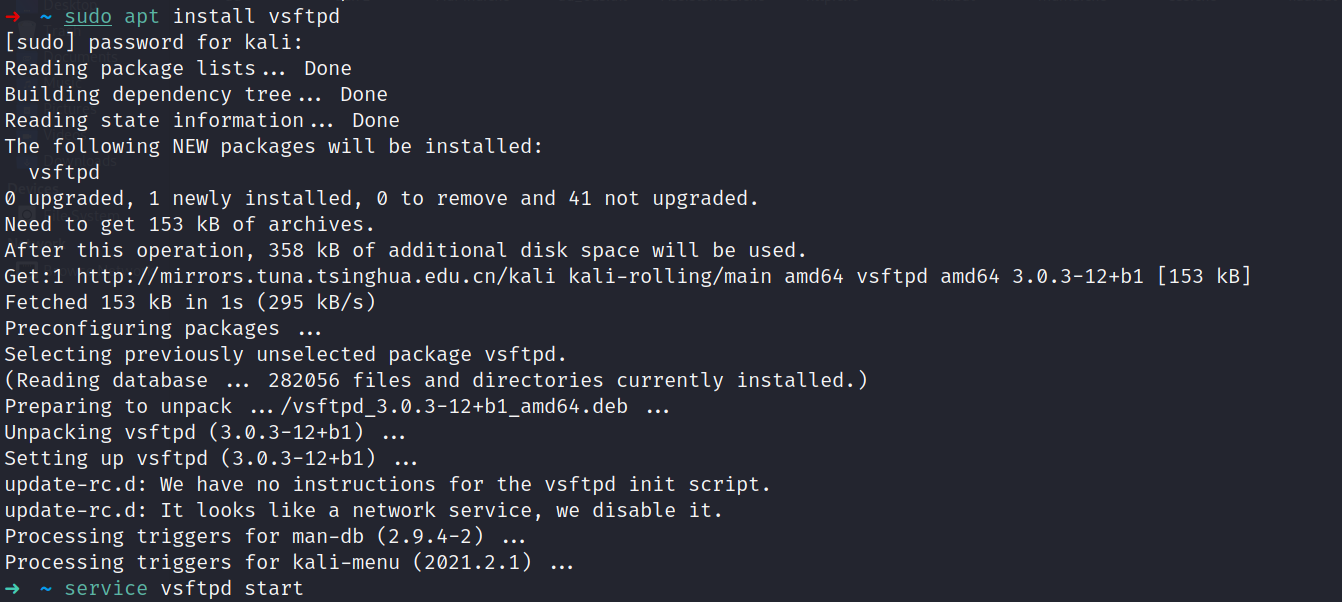 → ~ sudo apt install vsftpd
[sudo] password for kali:
Reading package lists... Done
Building dependency tree... Done
Reading state information... Done
The following NEW packages will be installed:
  vsftpd
0 upgraded, 1 newly installed, 0 to remove and 41 not upgraded.
Need to get 153 kB of archives.
After this operation, 358 kB of additional disk space will be used.
Get:1 http://mirrors.tuna.tsinghua.edu.cn/kali kali-rolling/main amd64 vsftpd amd64 3.0.3-12+b1 [153 kB]
Fetched 153 kB in 1s (295 kB/s)
Preconfiguring packages ...
Selecting previously unselected package vsftpd.
(Reading database ... 282056 files and directories currently installed.)
Preparing to unpack .../vsftpd_3.0.3-12+b1_amd64.deb ...
Unpacking vsftpd (3.0.3-12+b1) ...
Setting up vsftpd (3.0.3-12+b1) ...
update-rc.d: We have no instructions for the vsftpd init script.
update-rc.d: It looks like a network service, we disable it.
Processing triggers for man-db (2.9.4-2) ...
Processing triggers for kali-menu (2021.2.1) ...
→ ~ service vsftpd start